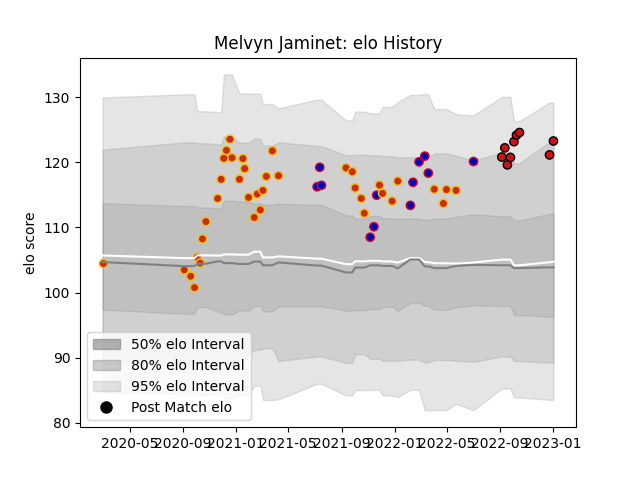 Melvyn Jaminet: elo History
elo score
130
120
110
100
90
80
50% elo Interval
80% elo Interval
95% elo Interval
Post Match elo
2020-05 2020-09 2021-01 2021-05 2021-09 2022-01 2022-05 2022-09 2023-01